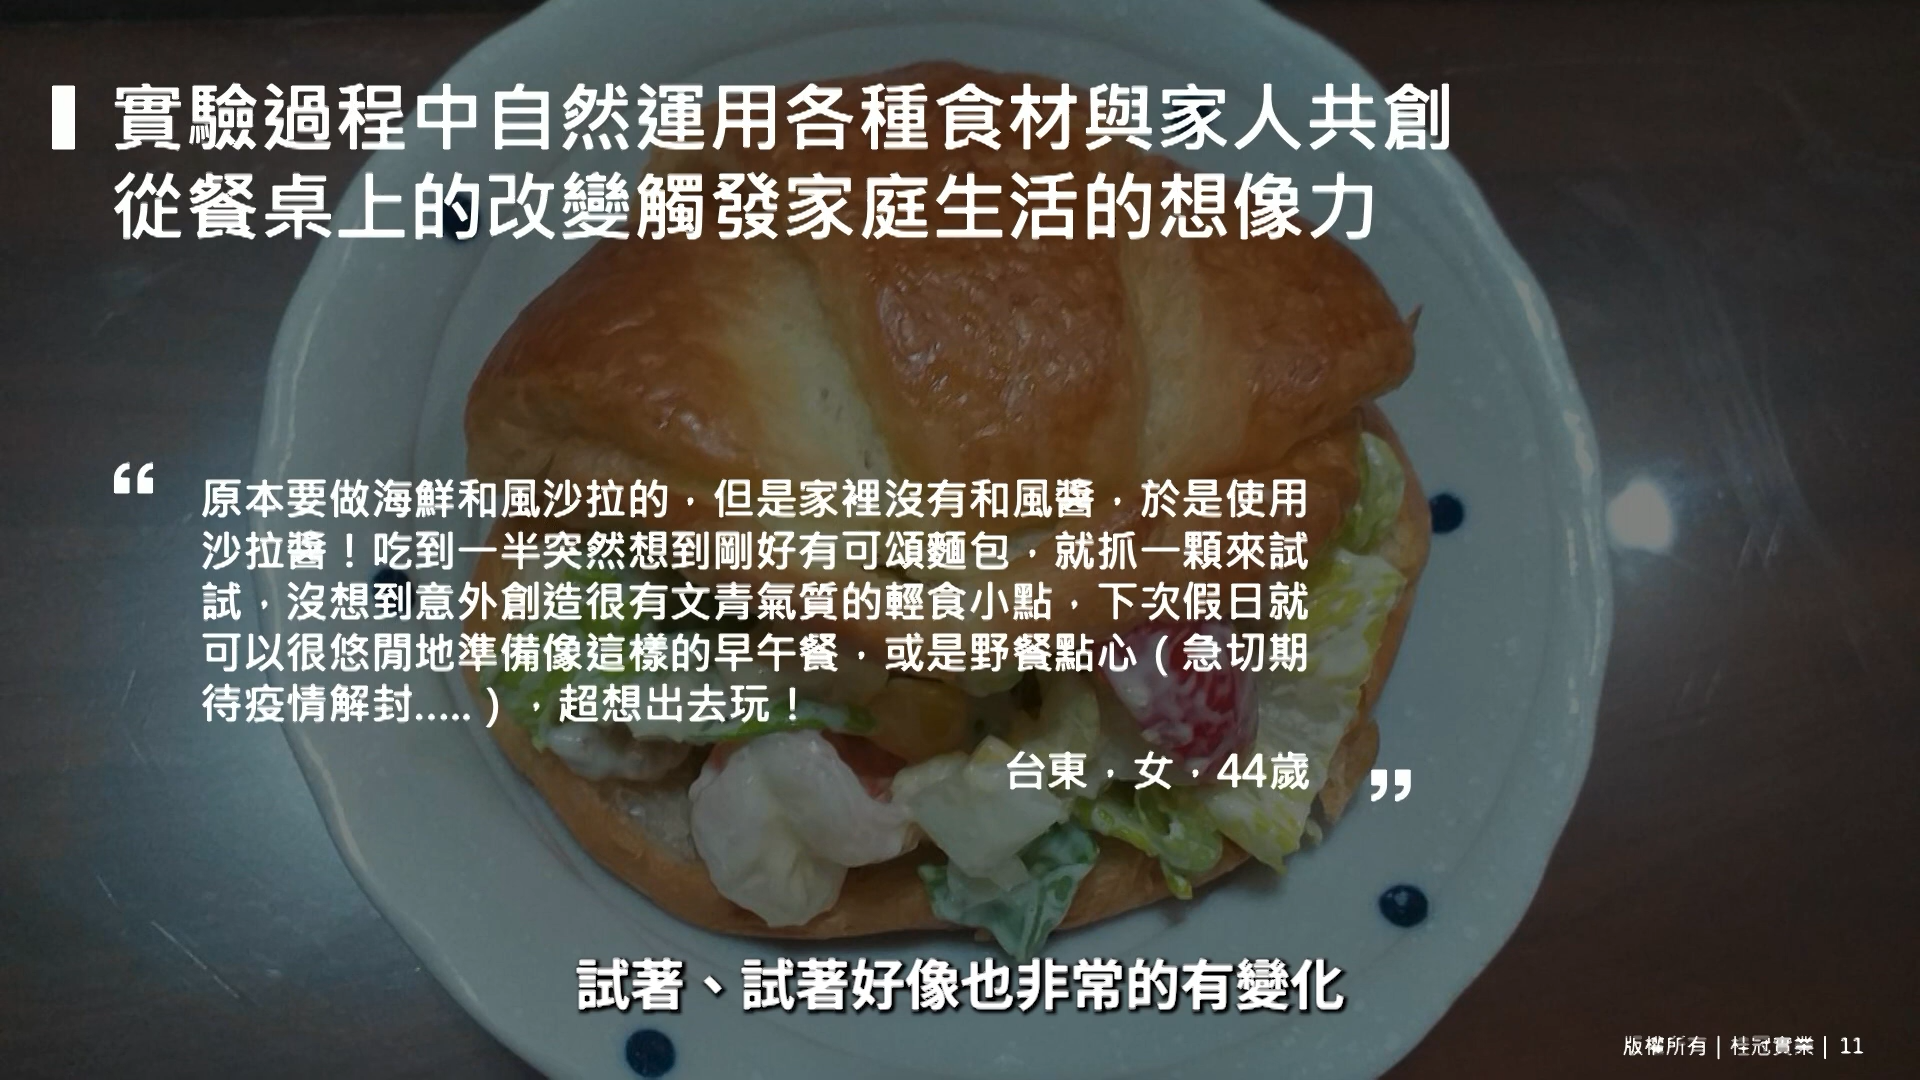 實驗過程中自然運用各種食材與家人共創
從餐桌上的改變觸發家庭生活的想像力
“
原本要做海鮮和風沙拉的，但是家裡沒有和風醬，於是使用
沙拉醬！吃到一半突然想到剛好有可頌麵包，就抓一顆來試
試，沒想到意外創造很有文青氣質的輕食小點，下次假日就
可以很悠閒地準備像這樣的早午餐，或是野餐點心（急切期
待疫情解封.....），超想出去玩！
台東，女，44歲
”
試著、試著好像也非常的有變化
版權所有 | 桂冠實業 | 11